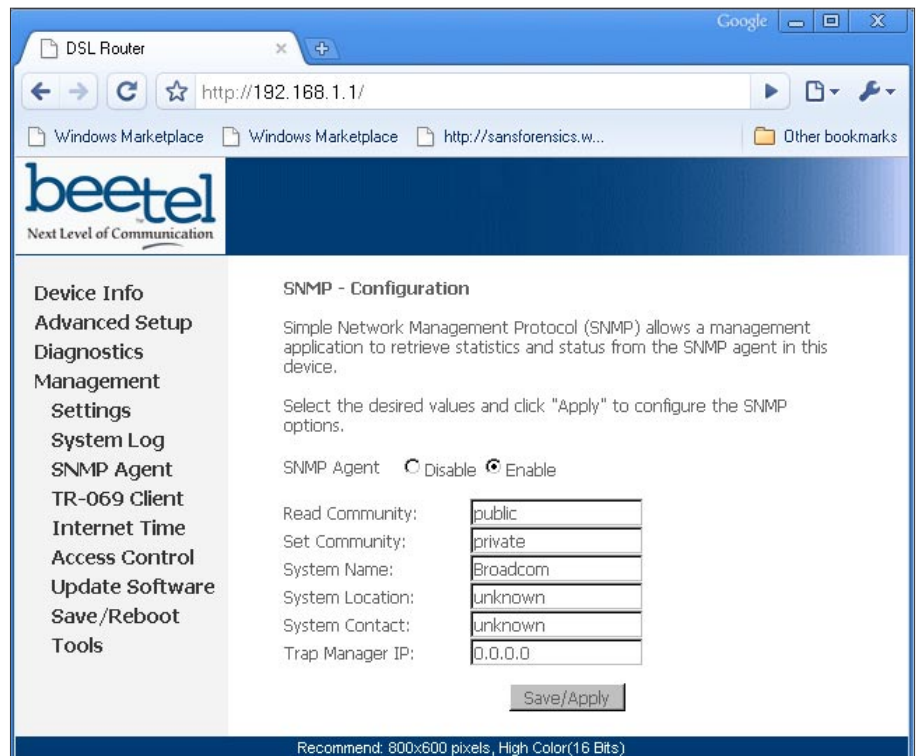 Google
DSL Router
http://192.168.1.1/
Windows Marketplace
Windows Marketplace
http://sansforensics.w...
Other bookmarks
beetel
Next Level of Communication
Device Info
Advanced Setup
Diagnostics
Management
Settings
System Log
SNMP Agent
TR-069 Client
Internet Time
Access Control
Update Software
Save/Reboot
Tools
SNMP - Configuration
Simple Network Management Protocol (SNMP) allows a management
application to retrieve statistics and status from the SNMP agent in this
device.
Select the desired values and click "Apply" to configure the SNMP
options.
SNMP Agent Disable Enable
Read Community: public
Set Community: private
System Name: Broadcom
System Location: unknown
System Contact: unknown
Trap Manager IP: 0.0.0.0
Save/Apply
Recommend: 800x600 pixels, High Color(16 Bits)